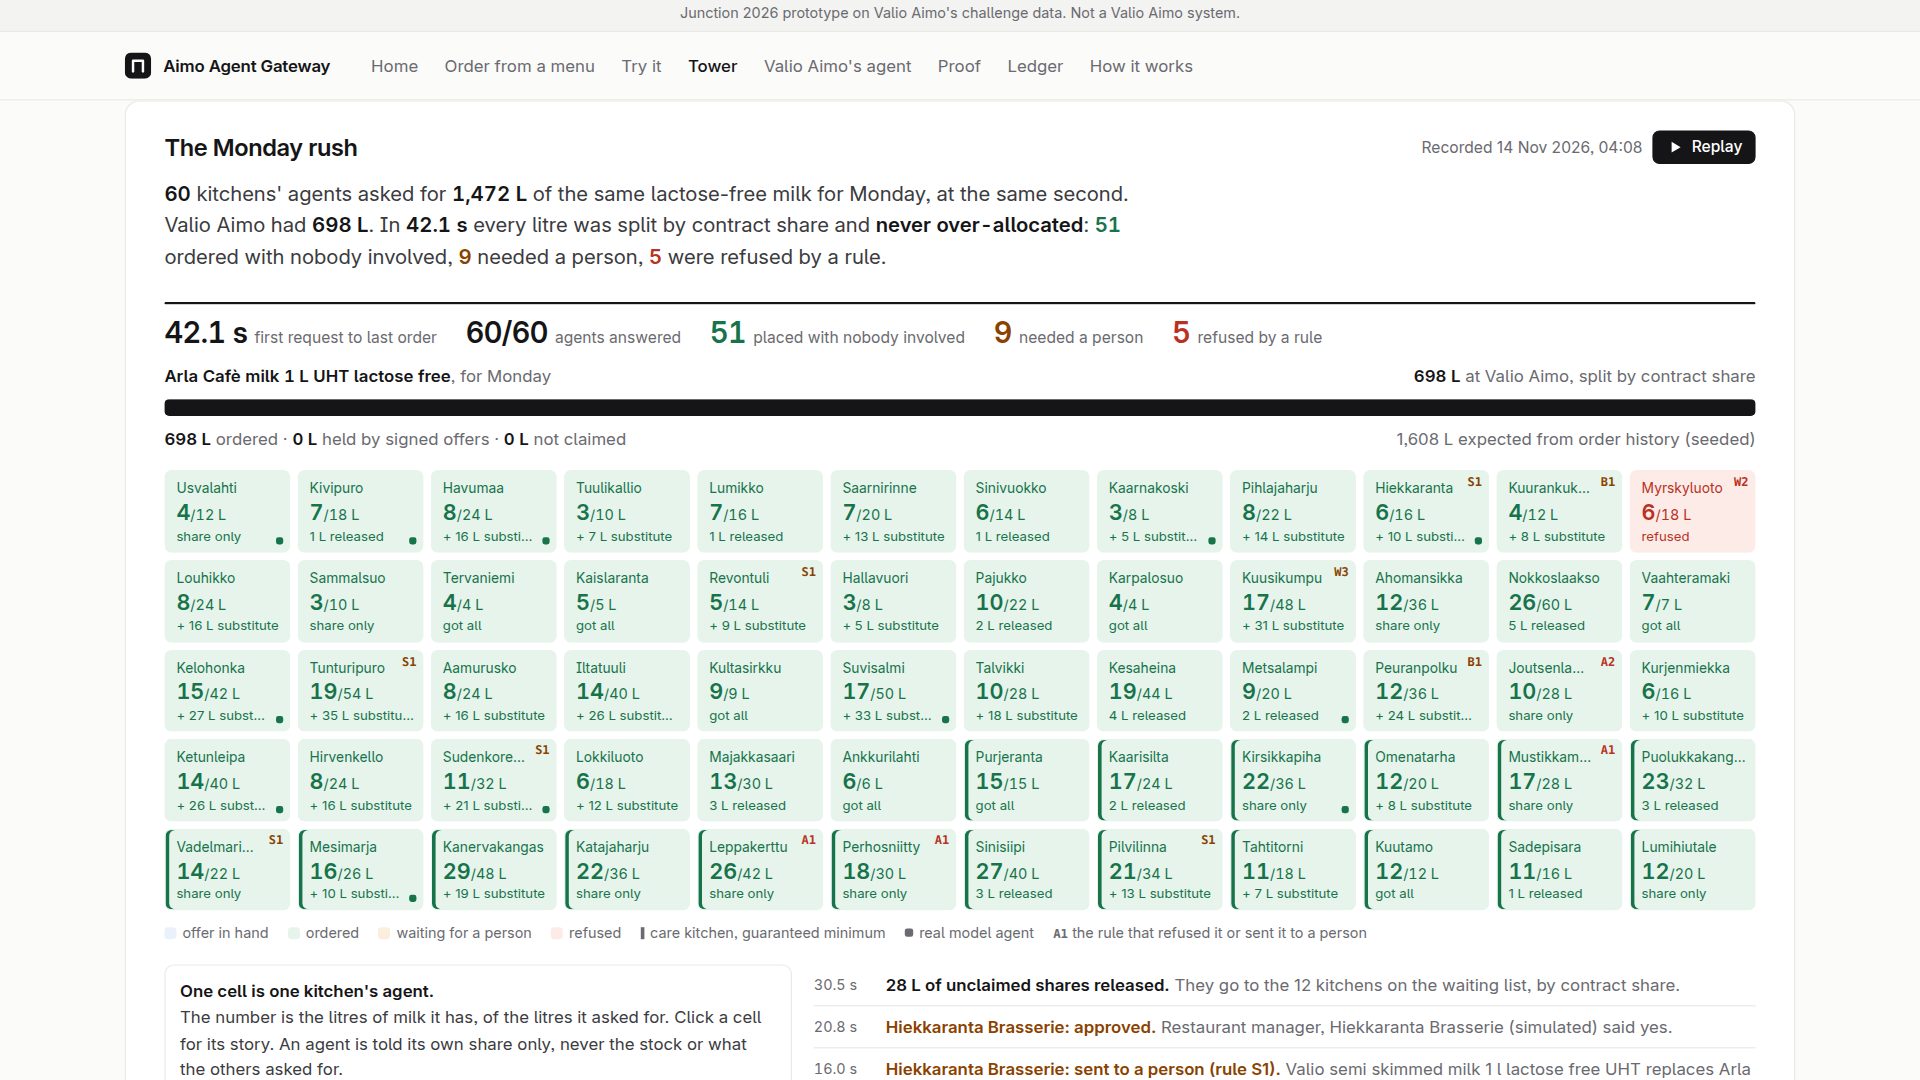 Junction 2026 prototype on Valio Aimo's challenge data. Not a Valio Aimo system.
Aimo Agent Gateway Home Order from a menu Try it Tower Valio Aimo's agent Proof Ledger How it works
The Monday rush Recorded 14 Nov 2026, 04:08 Replay
60 kitchens' agents asked for 1,472 L of the same lactose-free milk for Monday, at the same second.
Valio Aimo had 698 L. In 42.1 s every litre was split by contract share and never over-allocated: 51
ordered with nobody involved, 9 needed a person, 5 were refused by a rule.
42.1 s first request to last order 60/60 agents answered 51 placed with nobody involved 9 needed a person 5 refused by a rule
Arla Cafè milk 1 L UHT lactose free, for Monday 698 L at Valio Aimo, split by contract share
698 L ordered · 0 L held by signed offers · 0 L not claimed 1,608 L expected from order history (seeded)
Usvalahti Kivipuro Havumaa Tuulikallio Lumikko Saarnirinne Sinivuokko Kaarnakoski Pihlajaharju Hiekkaranta S1 Kuurankuk... B1 Myrskyluoto W2
4/12 L 7/18 L 8/24 L 3/10 L 7/16 L 7/20 L 6/14 L 3/8 L 8/22 L 6/16 L 4/12 L 6/18 L
share only 1 L released + 16 L substi... + 7 L substitute 1 L released + 13 L substitute 1 L released + 5 L substit... + 14 L substitute + 10 L substi... + 8 L substitute refused
Louhikko Sammalsuo Tervaniemi Kaislaranta Revontuli S1 Hallavuori Pajukko Karpalosuo Kuusikumpu W3 Ahomansikka Nokkoslaakso Vaahteramaki
8/24 L 3/10 L 4/4 L 5/5 L 5/14 L 3/8 L 10/22 L 4/4 L 17/48 L 12/36 L 26/60 L 7/7 L
+ 16 L substitute share only got all got all + 9 L substitute + 5 L substitute 2 L released got all + 31 L substitute share only 5 L released got all
Kelohonka Tunturipuro S1 Aamurusko Iltatuuli Kultasirkku Suvisalmi Talvikki Kesaheina Metsalampi Peuranpolku B1 Joutsenla... A2 Kurjenmiekka
15/42 L 19/54 L 8/24 L 14/40 L 9/9 L 17/50 L 10/28 L 19/44 L 9/20 L 12/36 L 10/28 L 6/16 L
+ 27 L subst... + 35 L substitu... + 16 L substitute + 26 L substit... got all + 33 L subst... + 18 L substitute 4 L released 2 L released + 24 L substit... share only + 10 L substitute
Ketunleipa Hirvenkello Sudenkore... S1 Lokkiluoto Majakkasaari Ankkurilahti Purjeranta Kaarisilta Kirsikkapiha Omenatarha Mustikkam... A1 Puolukkakang...
14/40 L 8/24 L 11/32 L 6/18 L 13/30 L 6/6 L 15/15 L 17/24 L 22/36 L 12/20 L 17/28 L 23/32 L
+ 26 L subst... + 16 L substitute + 21 L substi... + 12 L substitute 3 L released got all got all 2 L released share only + 8 L substitute share only 3 L released
Vadelmari... S1 Mesimarja Kanervakangas Katajaharju Leppakerttu A1 Perhosniitty A1 Sinisiipi Pilvilinna S1 Tahtitorni Kuutamo Sadepisara Lumihiutale
14/22 L 16/26 L 29/48 L 22/36 L 26/42 L 18/30 L 27/40 L 21/34 L 11/18 L 12/12 L 11/16 L 12/20 L
share only + 10 L substi... + 19 L substitute share only share only share only 3 L released + 13 L substitute + 7 L substitute got all 1 L released share only
offer in hand ordered waiting for a person refused care kitchen, guaranteed minimum real model agent A1 the rule that refused it or sent it to a person
One cell is one kitchen's agent.
The number is the litres of milk it has, of the litres it asked for. Click a cell
for its story. An agent is told its own share only, never the stock or what
the others asked for.
30.5 s 28 L of unclaimed shares released. They go to the 12 kitchens on the waiting list, by contract share.
20.8 s Hiekkaranta Brasserie: approved. Restaurant manager, Hiekkaranta Brasserie (simulated) said yes.
16.0 s Hiekkaranta Brasserie: sent to a person (rule S1). Valio semi skimmed milk 1 l lactose free UHT replaces Arla